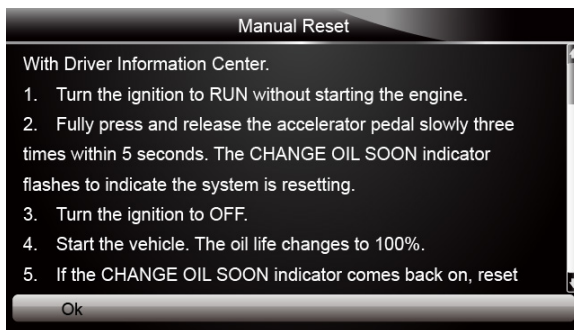 Manual Reset
With Driver Information Center.
1. Turn the ignition to RUN without starting the engine.
2. Fully press and release the accelerator pedal slowly three
times within 5 seconds. The CHANGE OIL SOON indicator
flashes to indicate the system is resetting.
3. Turn the ignition to OFF.
4. Start the vehicle. The oil life changes to 100%.
5. If the CHANGE OIL SOON indicator comes back on, reset
Ok